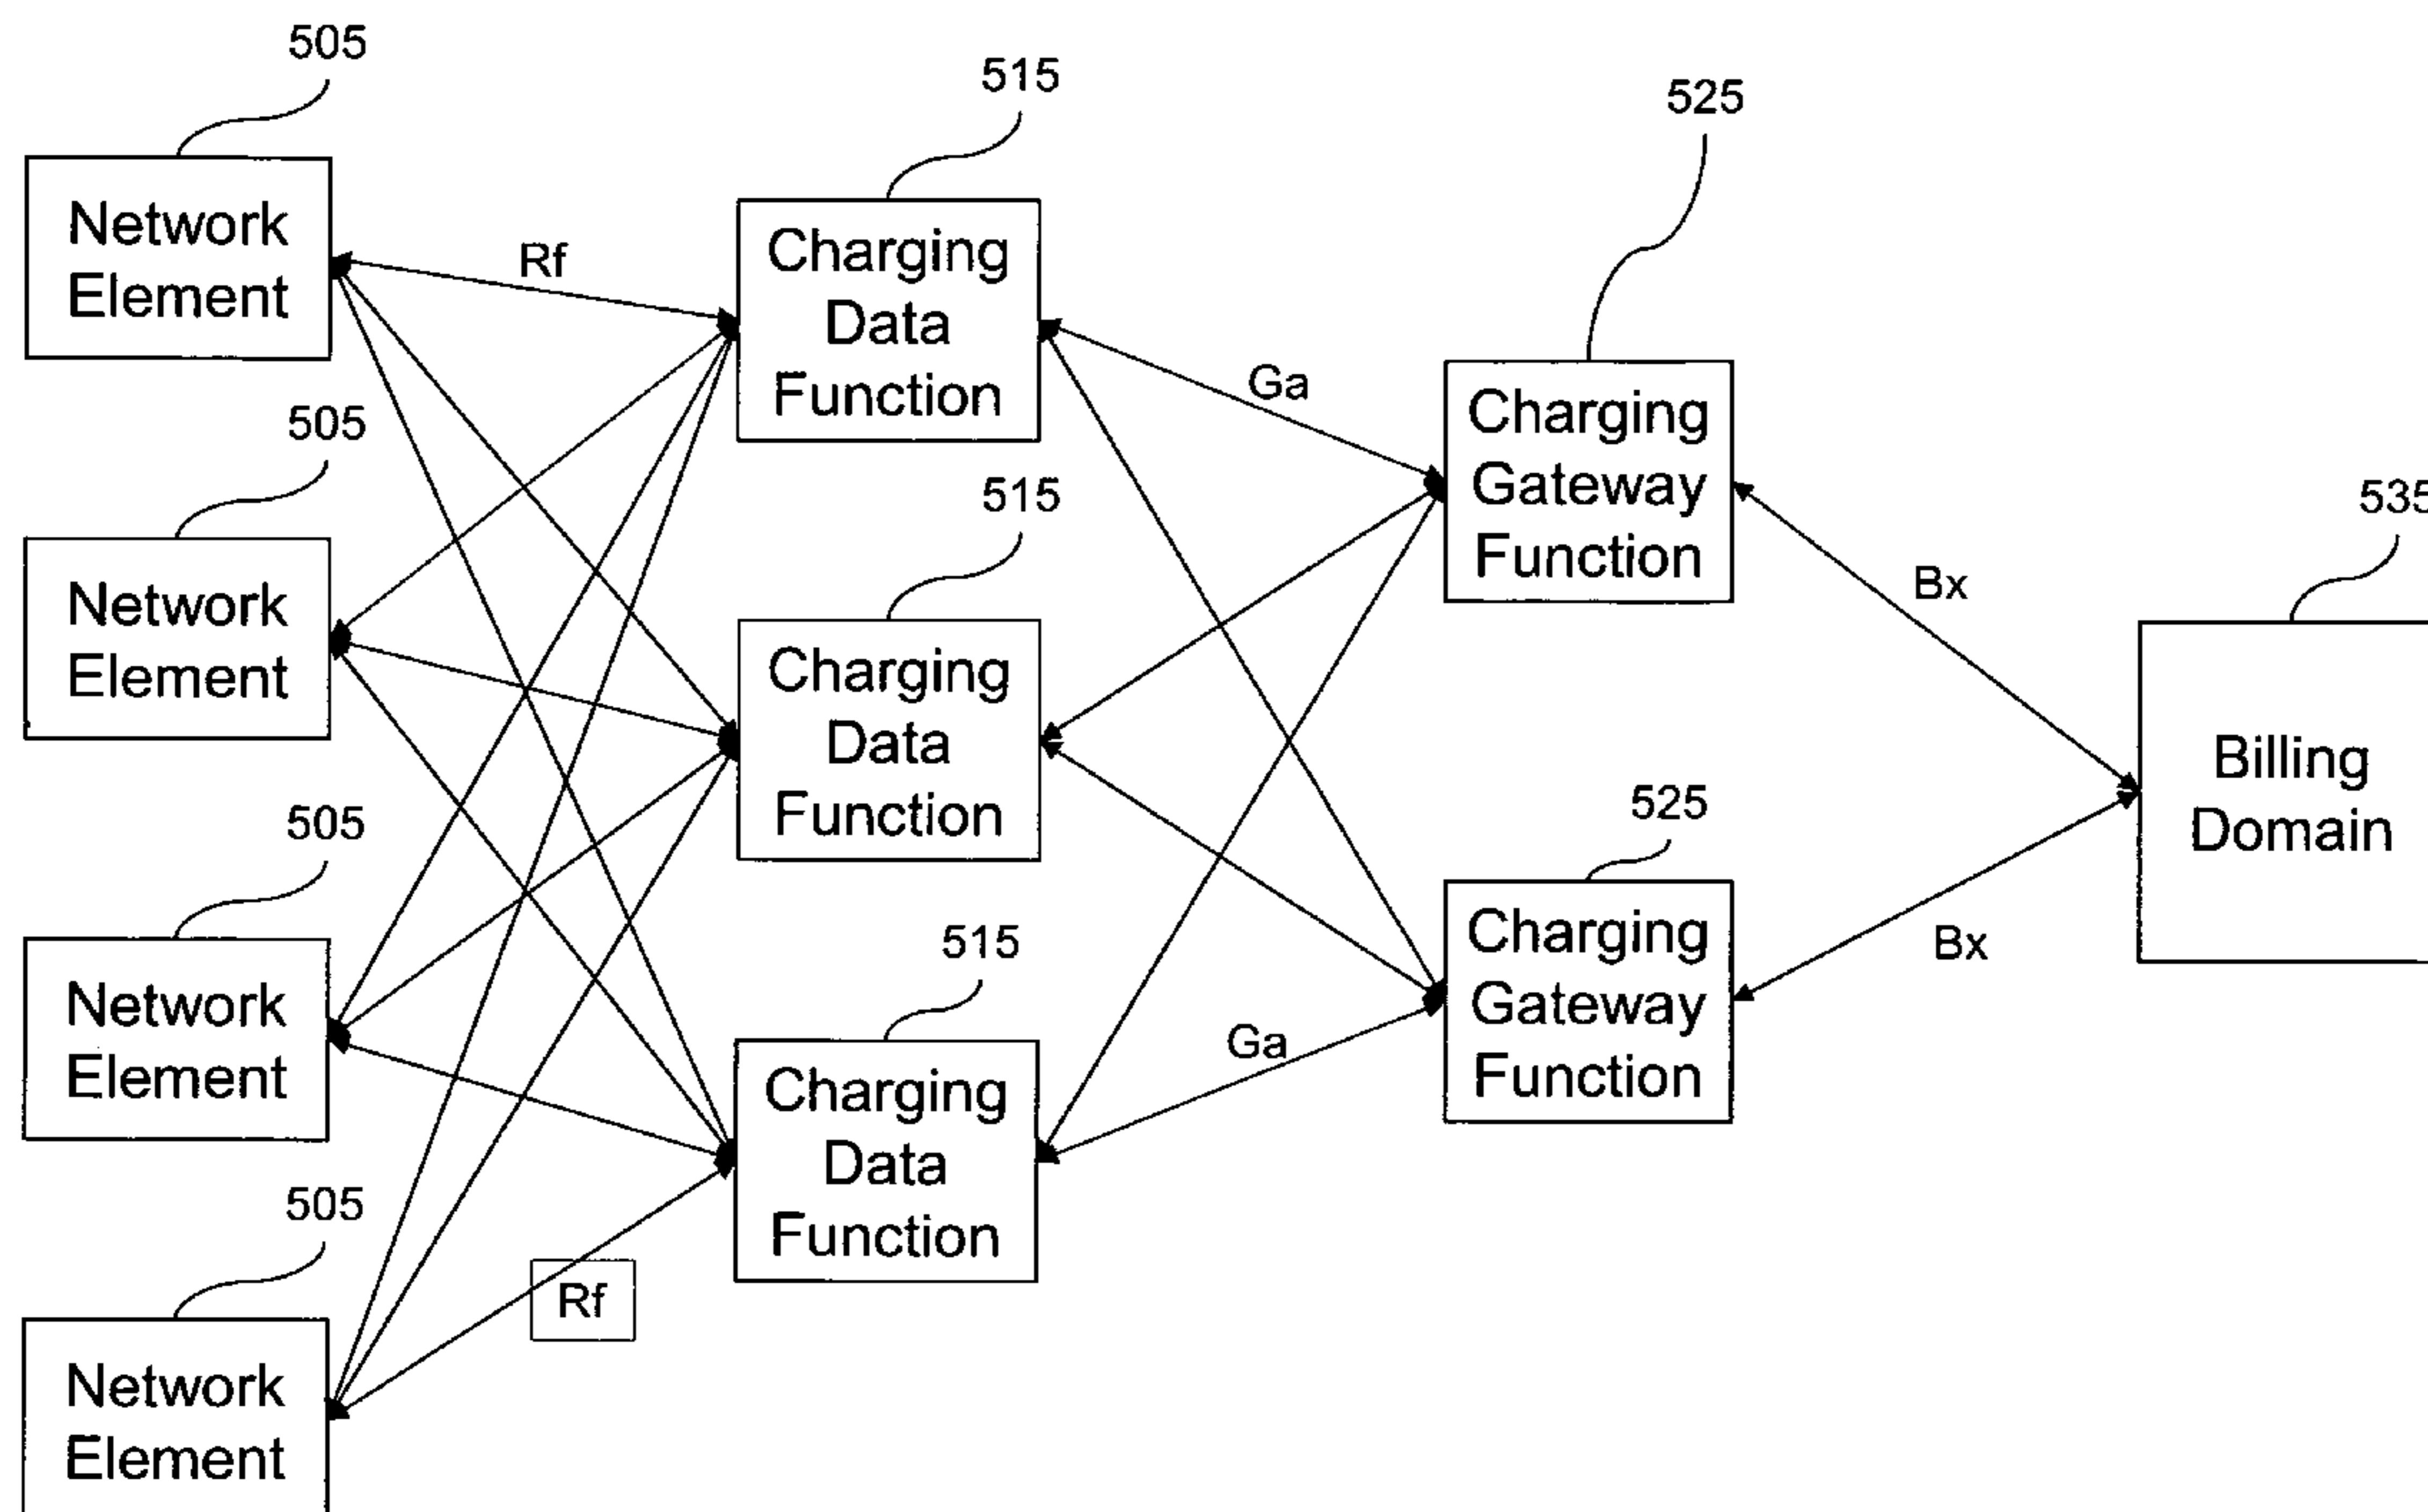 505
Network
Element
505
Network
Element
505
Network
Element
505
Network
Element
Rf
Rf
515
Charging
Data
Function
515
Charging
Data
Function
515
Charging
Data
Function
Ga
Ga
525
Charging
Gateway
Function
525
Charging
Gateway
Function
Bx
Bx
535
Billing
Domain